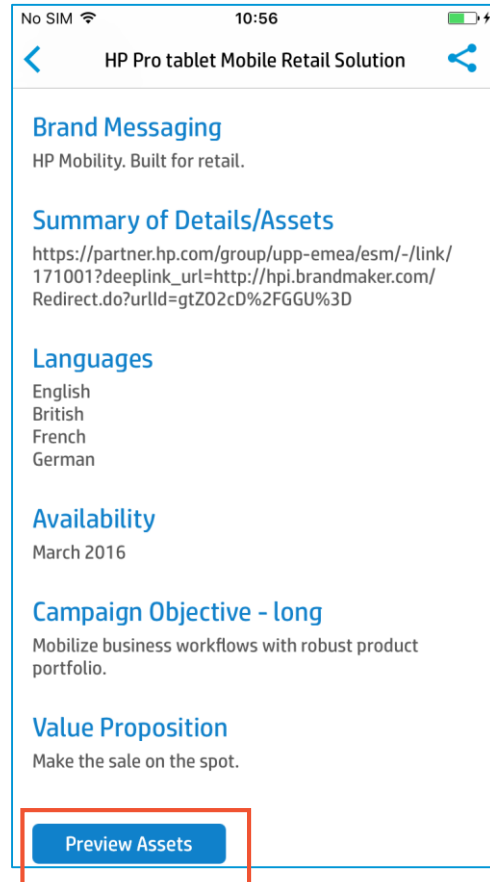 No SIM 10:56
HP Pro tablet Mobile Retail Solution
Brand Messaging
HP Mobility. Built for retail.
Summary of Details/Assets
https://partner.hp.com/group/upp-emea/esm/-/link/
171001?deeplink_url=http://hpi.brandmaker.com/
Redirect.do?urlId=gtZO2cD%2FGGU%3D
Languages
English
British
French
German
Availability
March 2016
Campaign Objective - long
Mobilize business workflows with robust product
portfolio.
Value Proposition
Make the sale on the spot.
Preview Assets